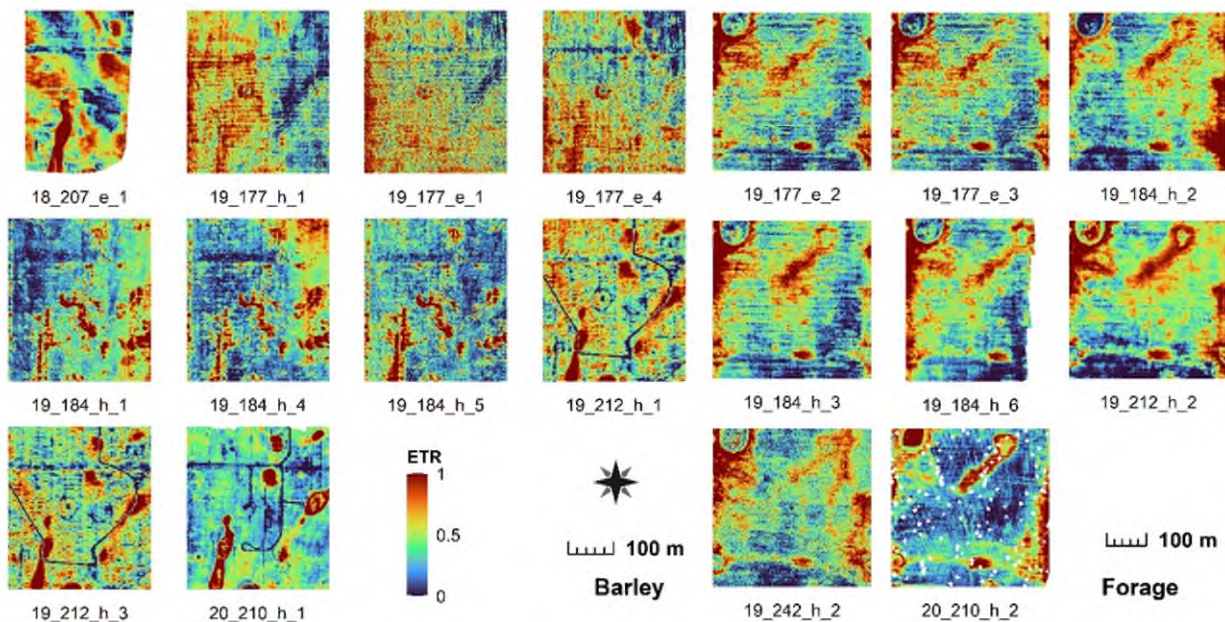 18_207_e_1 19_177_h_1 19_177_e_1 19_177_e_4 19_177_e_2 19_177_e_3 19_184_h_2
19_184_h_1 19_184_h_4 19_184_h_5 19_212_h_1 19_184_h_3 19_184_h_6 19_212_h_2
ETR
1
0.5
0
100 m
Barley
100 m
Forage
19_212_h_3 20_210_h_1 19_242_h_2 20_210_h_2